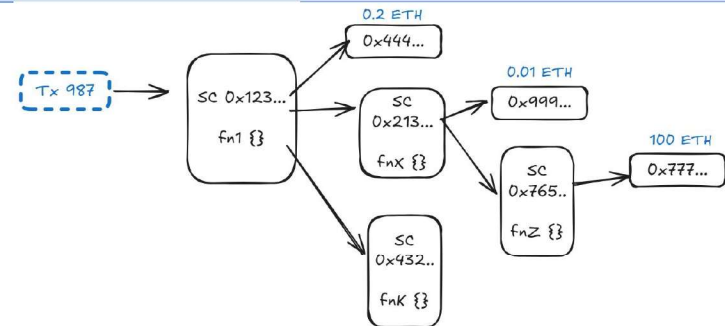 0.2 ETH
0x444...
Tx 987
SC 0x123...
fn1 {}
0.01 ETH
0x999...
SC
0x213...
fnX {}
100 ETH
0x777...
SC
0x765..
fnZ {}
SC
0x432..
fnK {}